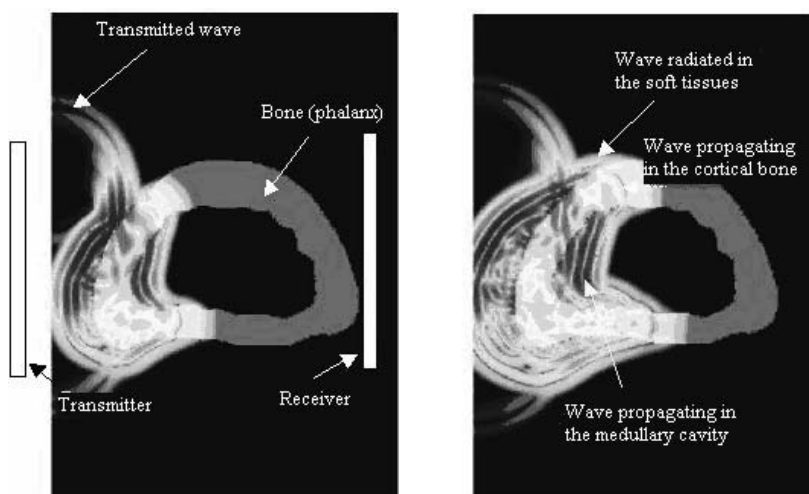 Transmitted wave
Bone (phalanx)
Transmitter
Receiver
Wave radiated in
the soft tissues
Wave propagating
in the cortical bone
Wave propagating in
the medullary cavity